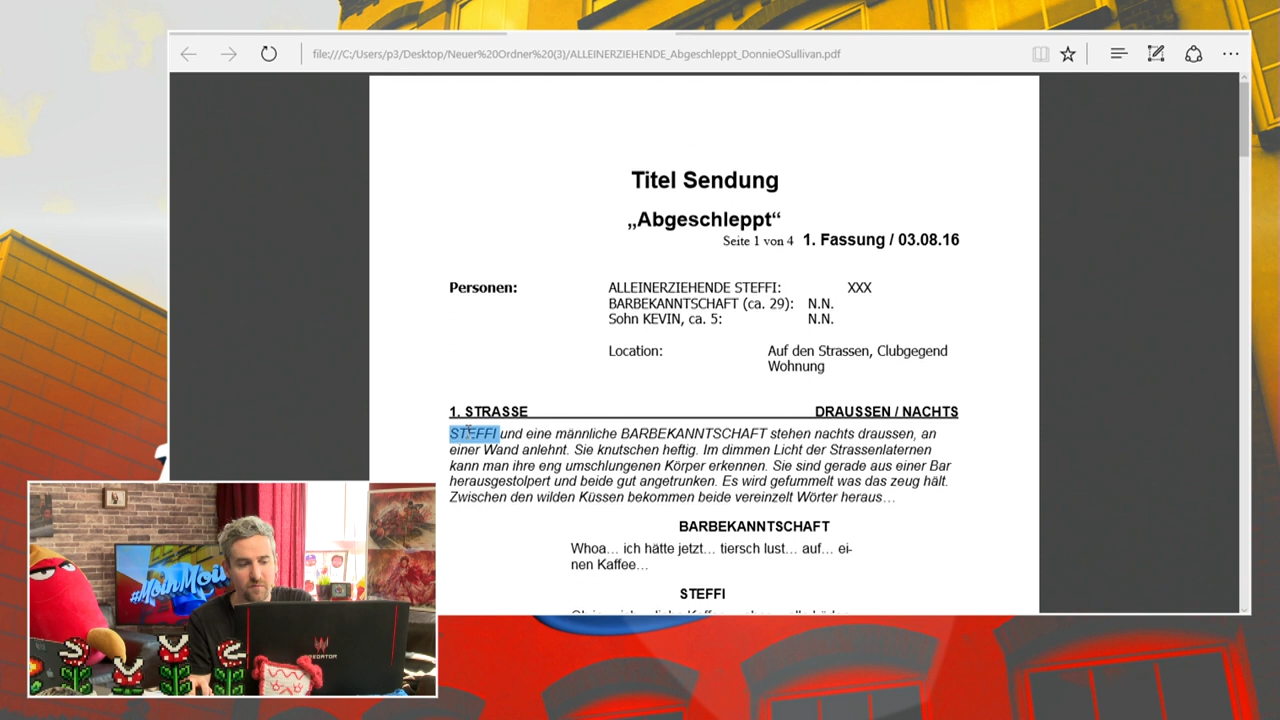 file:///C:/Users/p3/Desktop/Neuer%20Ordner%20(3)/ALLEINERZIEHENDE_Abgeschleppt_DonnieOSullivan.pdf
Titel Sendung
„Abgeschleppt“
Seite 1 von 4 1. Fassung / 03.08.16
Personen: ALLEINERZIEHENDE STEFFI: XXX
BARBEKANNTSCHAFT (ca. 29): N.N.
Sohn KEVIN, ca. 5: N.N.
Location: Auf den Strassen, Clubgegend
Wohnung
1. STRASSE DRAUSSEN / NACHTS
STEFFI und eine männliche BARBEKANNTSCHAFT stehen nachts draussen, an
einer Wand anlehnt. Sie knutschen heftig. Im dimmen Licht der Strassenlaternen
kann man ihre eng umschlungenen Körper erkennen. Sie sind gerade aus einer Bar
herausgestolpert und beide gut angetrunken. Es wird gefummelt was das zeug hält.
Zwischen den wilden Küssen bekommen beide vereinzelt Wörter heraus…
BARBEKANNTSCHAFT
Whoa… ich hätte jetzt… tiersch lust… auf… ei-
nen Kaffee…
STEFFI
#MoinMoin
PREDATOR